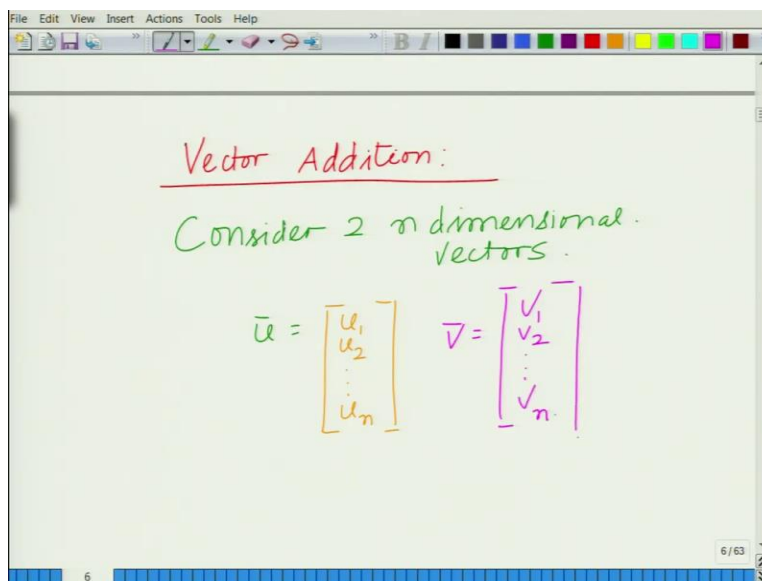 File Edit View Insert Actions Tools Help
B I
Vector Addition:
Consider 2 n dimensional.
vectors.
ū = [u₁ u₂ ⋮ uₙ] v̄ = [v₁ v₂ ⋮ vₙ]
6/63
6